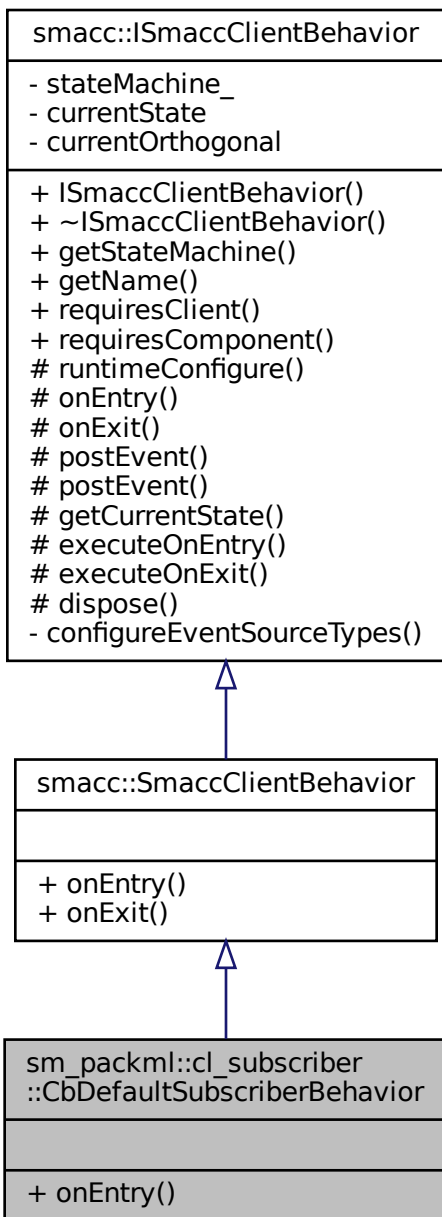 smacc::ISmaccClientBehavior
- stateMachine_
- currentState
- currentOrthogonal
+ ISmaccClientBehavior()
+ ~ISmaccClientBehavior()
+ getStateMachine()
+ getName()
+ requiresClient()
+ requiresComponent()
# runtimeConfigure()
# onEntry()
# onExit()
# postEvent()
# postEvent()
# getCurrentState()
# executeOnEntry()
# executeOnExit()
# dispose()
- configureEventSourceTypes()
smacc::SmaccClientBehavior
+ onEntry()
+ onExit()
sm_packml::cl_subscriber
::CbDefaultSubscriberBehavior
+ onEntry()